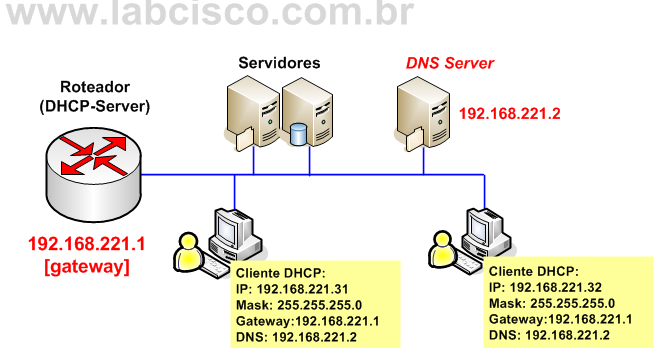 www.labcisco.com.br
Servidores
DNS Server
Roteador
(DHCP-Server)
192.168.221.2
192.168.221.1
[gateway]
Cliente DHCP:
IP: 192.168.221.31
Mask: 255.255.255.0
Gateway:192.168.221.1
DNS: 192.168.221.2
Cliente DHCP:
IP: 192.168.221.32
Mask: 255.255.255.0
Gateway:192.168.221.1
DNS: 192.168.221.2